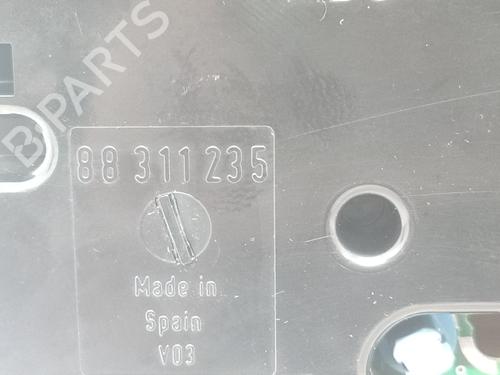 B-PARTS
88 311 235
Made in
Spain
V03